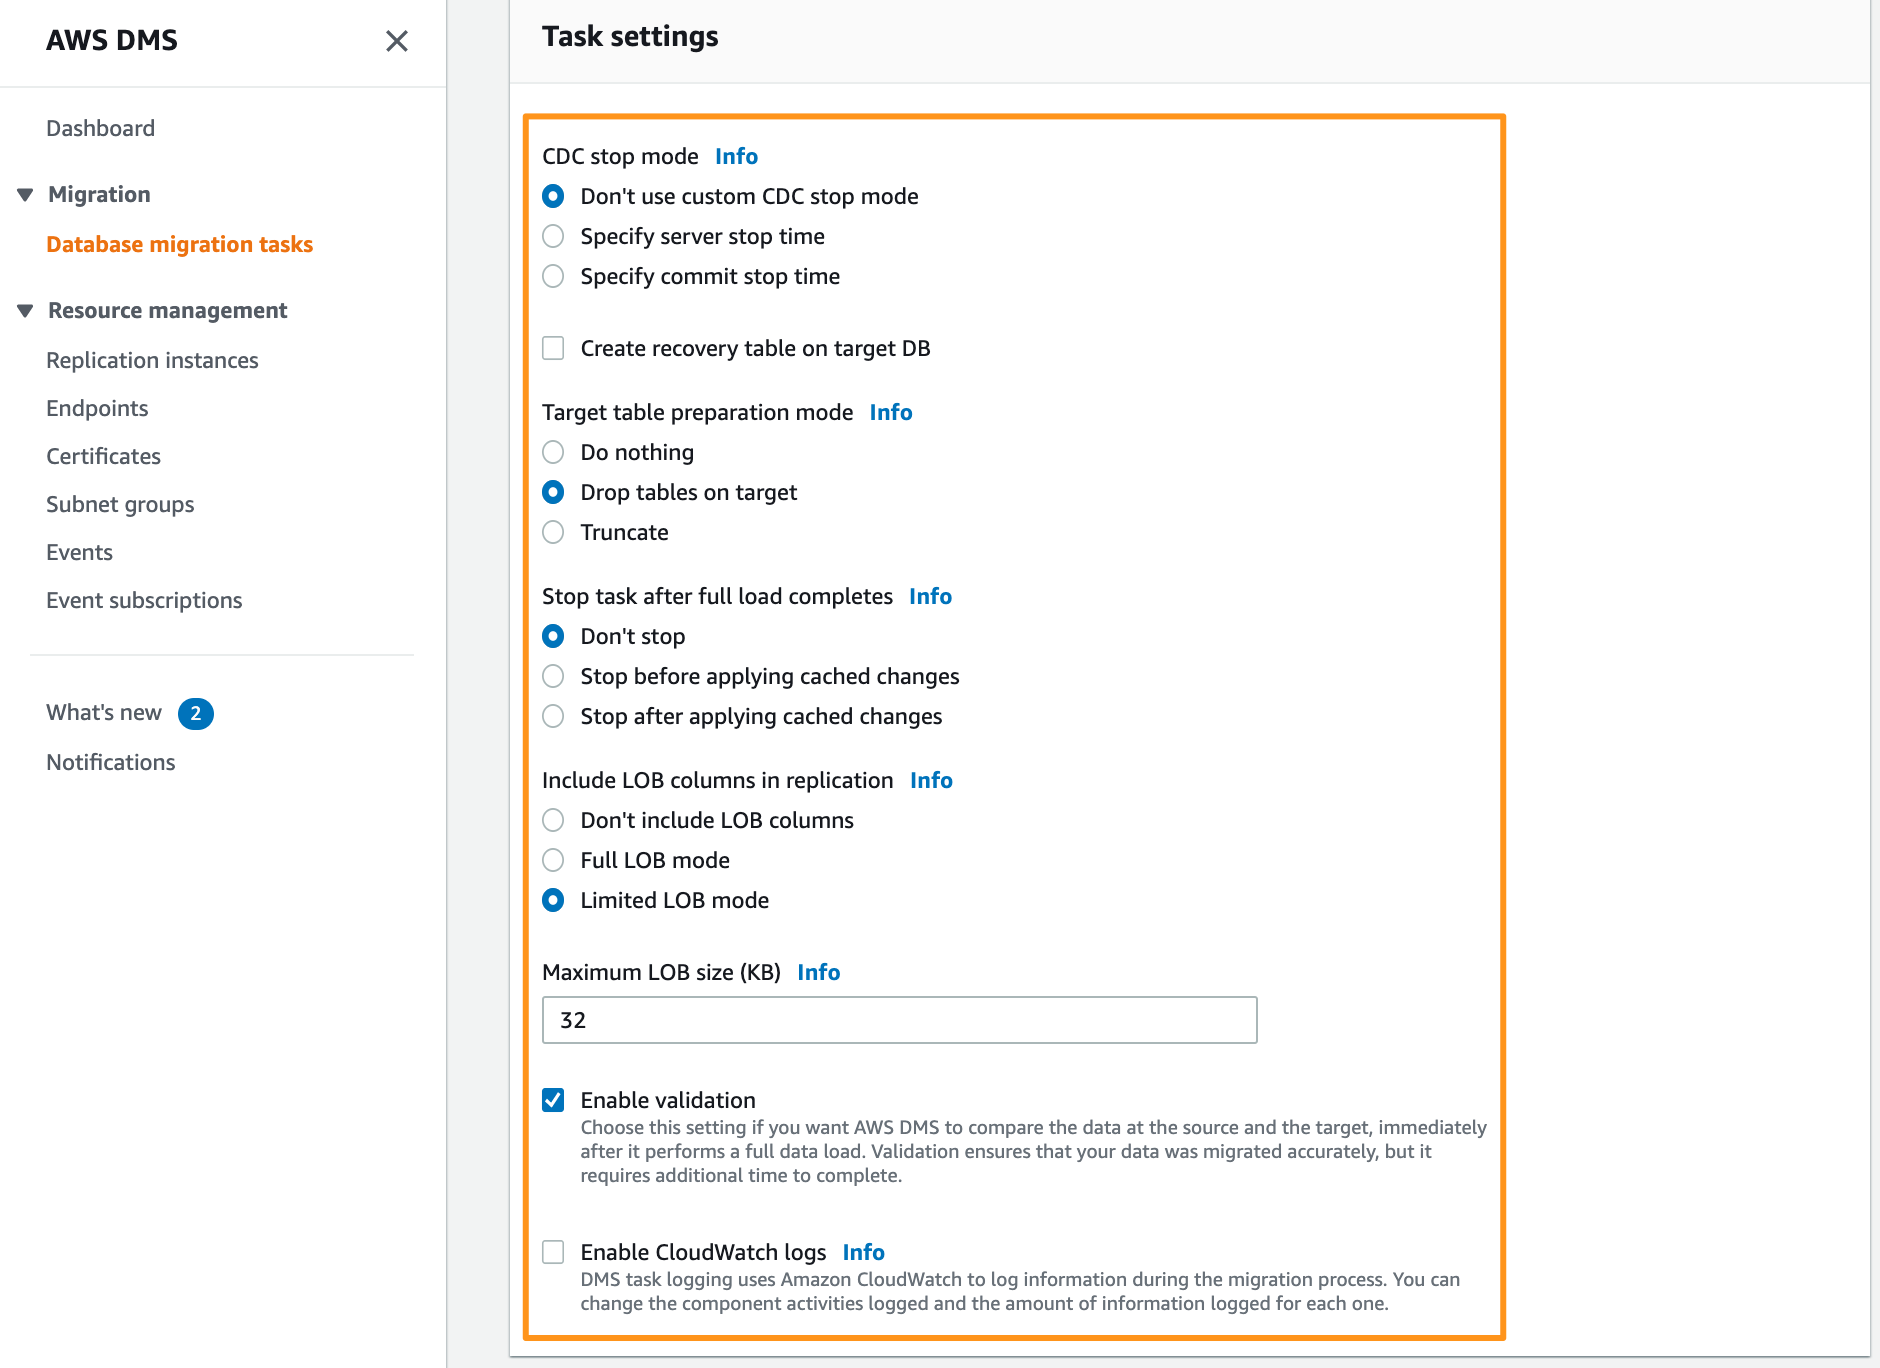 AWS DMS
Dashboard
Migration
Database migration tasks
Resource management
Replication instances
Endpoints
Certificates
Subnet groups
Events
Event subscriptions
What's new 2
Notifications
Task settings
CDC stop mode Info
Don't use custom CDC stop mode
Specify server stop time
Specify commit stop time
Create recovery table on target DB
Target table preparation mode Info
Do nothing
Drop tables on target
Truncate
Stop task after full load completes Info
Don't stop
Stop before applying cached changes
Stop after applying cached changes
Include LOB columns in replication Info
Don't include LOB columns
Full LOB mode
Limited LOB mode
Maximum LOB size (KB) Info
32
Enable validation
Choose this setting if you want AWS DMS to compare the data at the source and the target, immediately
after it performs a full data load. Validation ensures that your data was migrated accurately, but it
requires additional time to complete.
Enable CloudWatch logs Info
DMS task logging uses Amazon CloudWatch to log information during the migration process. You can
change the component activities logged and the amount of information logged for each one.